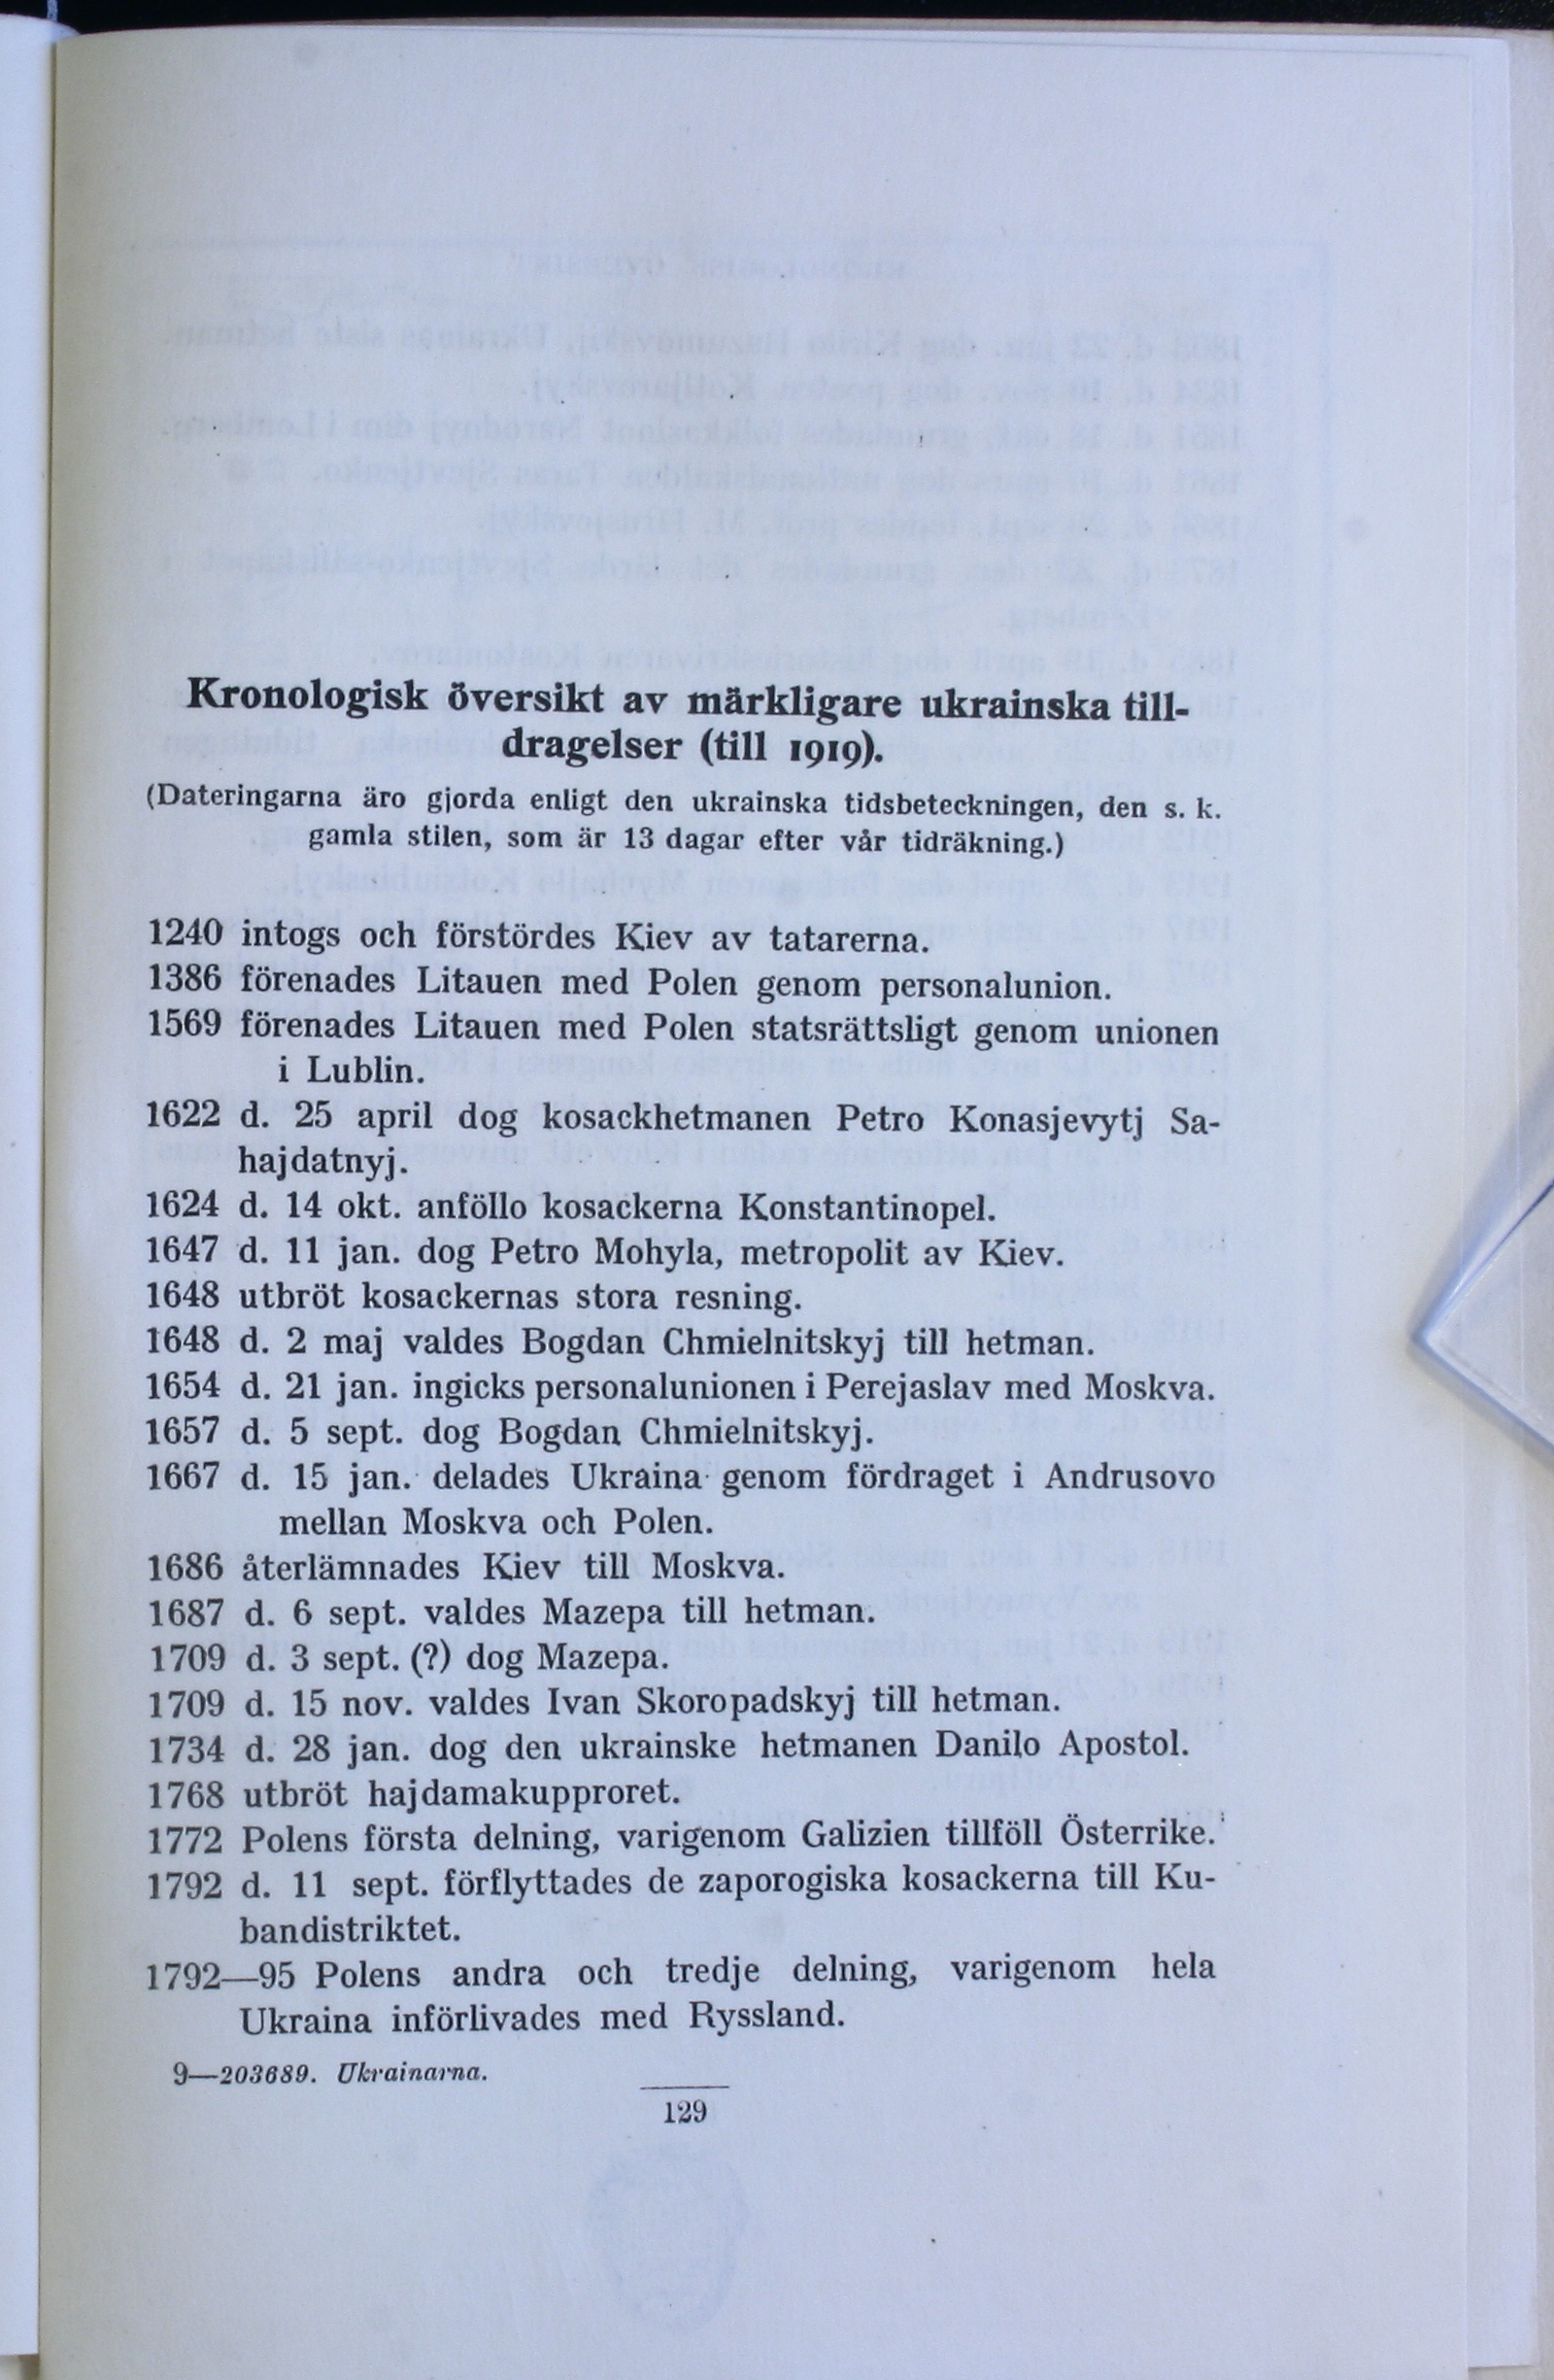 Kronologisk översikt av märkligare ukrainska till-
dragelser (till 1919).
(Dateringarna äro gjorda enligt den ukrainska tidsbeteckningen, den s. k.
gamla stilen, som är 13 dagar efter vår tidräkning.)
1240 intogs och förstördes Kiev av tatarerna.
1386 förenades Litauen med Polen genom personalunion.
1569 förenades Litauen med Polen statsrättsligt genom unionen
i Lublin.
1622 d. 25 april dog kosackhetmanen Petro Konasjevytj Sa-
hajdatnyj.
1624 d. 14 okt. anföllo kosackerna Konstantinopel.
1647 d. 11 jan. dog Petro Mohyla, metropolit av Kiev.
1648 utbröt kosackernas stora resning.
1648 d. 2 maj valdes Bogdan Chmielnitskyj till hetman.
1654 d. 21 jan. ingicks personalunionen i Perejaslav med Moskva.
1657 d. 5 sept. dog Bogdan Chmielnitskyj.
1667 d. 15 jan. delades Ukraina genom fördraget i Andrusovo
mellan Moskva och Polen.
1686 återlämnades Kiev till Moskva.
1687 d. 6 sept. valdes Mazepa till hetman.
1709 d. 3 sept. (?) dog Mazepa.
1709 d. 15 nov. valdes Ivan Skoropadskyj till hetman.
1734 d. 28 jan. dog den ukrainske hetmanen Danilo Apostol.
1768 utbröt hajdamakupproret.
1772 Polens första delning, varigenom Galizien tillföll Österrike.
1792 d. 11 sept. förflyttades de zaporogiska kosackerna till Ku-
bandistriktet.
1792—95 Polens andra och tredje delning, varigenom hela
Ukraina införlivades med Ryssland.
9—203689. Ukrainarna.
129